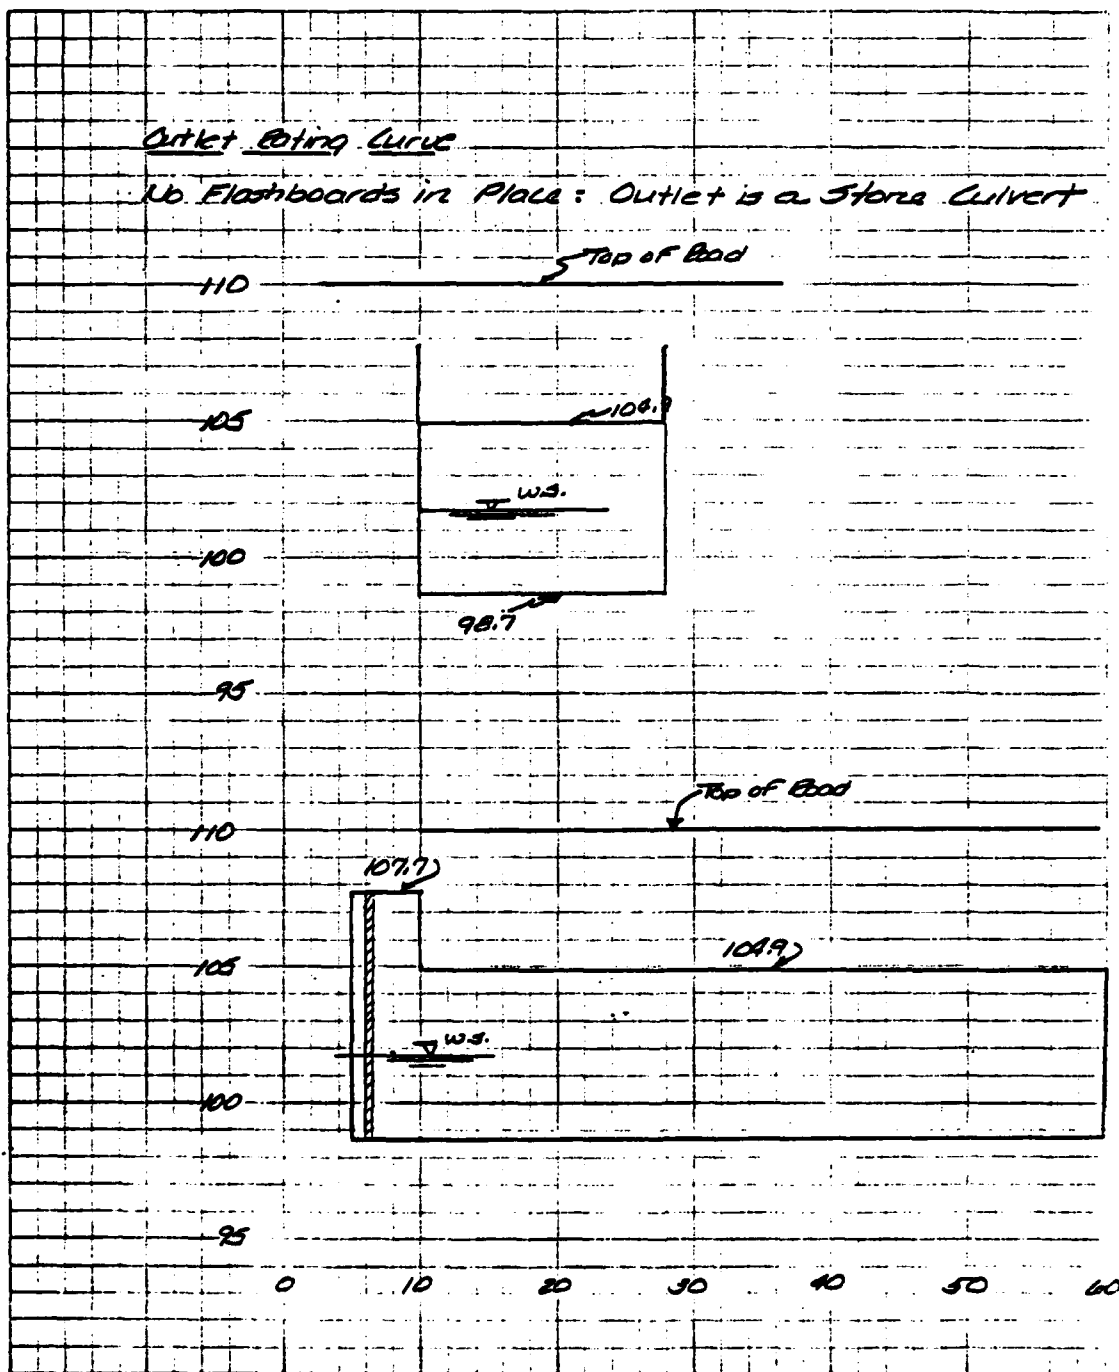 Outlet Rating Curve
No Flashboards in Place: Outlet is a Stone Culvert
Top of Road
110
105
104.9
W.S.
100
98.7
95
Top of Road
110
107.7
105
104.9
W.S.
100
95
0 10 20 30 40 50 60